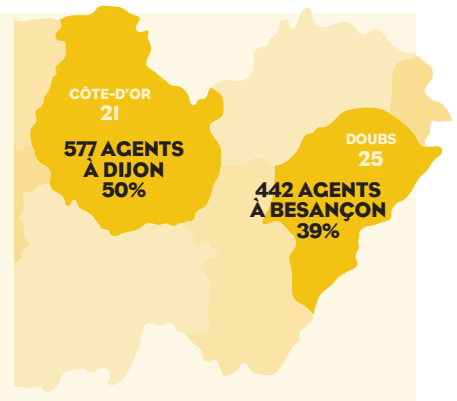 CÔTE-D'OR
21
577 AGENTS
À DIJON
50%
DOUBS
25
442 AGENTS
À BESANÇON
39%